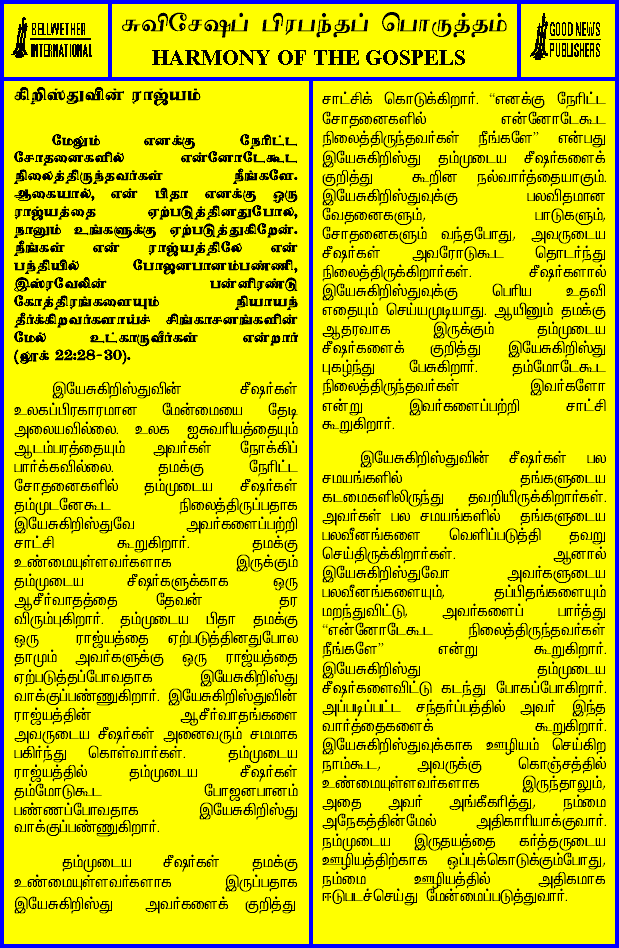 BELLWETHER
INTERNATIONAL
சுவிசேஷப் பிரபந்தப் பொருத்தம்
HARMONY OF THE GOSPELS
GOOD NEWS
PUBLISHERS
கிறிஸ்துவின் ராஜ்யம்
மேலும் எனக்கு நேரிட்ட
சோதனைகளில் என்னோடேகூட
நிலைத்திருந்தவர்கள் நீங்களே.
ஆகையால், என் பிதா எனக்கு ஒரு
ராஜ்யத்தை ஏற்படுத்தினதுபோல,
நானும் உங்களுக்கு ஏற்படுத்துகிறேன்.
நீங்கள் என் ராஜ்யத்திலே என்
பந்தியில் போஜனபானம்பண்ணி,
இஸ்ரவேலின் பன்னிரண்டு
கோத்திரங்களையும் நியாயந்
தீர்க்கிறவர்களாய்ச் சிங்காசனங்களின்
மேல் உட்காருவீர்கள் என்றார்
(லூக் 22:28-30).
இயேசுகிறிஸ்துவின் சீஷர்கள்
உலகப்பிரகாரமான மேன்மையை தேடி
அலையவில்லை. உலக ஐசுவரியத்தையும்
ஆடம்பரத்தையும் அவர்கள் நோக்கிப்
பார்க்கவில்லை. தமக்கு நேரிட்ட
சோதனைகளில் தம்முடைய சீஷர்கள்
தம்முடனேகூட நிலைத்திருப்பதாக
இயேசுகிறிஸ்துவே அவர்களைப்பற்றி
சாட்சி கூறுகிறார். தமக்கு
உண்மையுள்ளவர்களாக இருக்கும்
தம்முடைய சீஷர்களுக்காக ஒரு
ஆசீர்வாதத்தை தேவன் தர
விரும்புகிறார். தம்முடைய பிதா தமக்கு
ஒரு ராஜ்யத்தை ஏற்படுத்தினதுபோல
தாமும் அவர்களுக்கு ஒரு ராஜ்யத்தை
ஏற்படுத்தப்போவதாக இயேசுகிறிஸ்து
வாக்குப்பண்ணுகிறார். இயேசுகிறிஸ்துவின்
ராஜ்யத்தின் ஆசீர்வாதங்களை
அவருடைய சீஷர்கள் அனைவரும் சமமாக
பகிர்ந்து கொள்வார்கள். தம்முடைய
ராஜ்யத்தில் தம்முடைய சீஷர்கள்
தம்மோடுகூட போஜனபானம்
பண்ணப்போவதாக இயேசுகிறிஸ்து
வாக்குப்பண்ணுகிறார்.
தம்முடைய சீஷர்கள் தமக்கு
உண்மையுள்ளவர்களாக இருப்பதாக
இயேசுகிறிஸ்து அவர்களைக் குறித்து
சாட்சிக் கொடுக்கிறார். “எனக்கு நேரிட்ட
சோதனைகளில் என்னோடேகூட
நிலைத்திருந்தவர்கள் நீங்களே” என்பது
இயேசுகிறிஸ்து தம்முடைய சீஷர்களைக்
குறித்து கூறின நல்வார்த்தையாகும்.
இயேசுகிறிஸ்துவுக்கு பலவிதமான
வேதனைகளும், பாடுகளும்,
சோதனைகளும் வந்தபோது, அவருடைய
சீஷர்கள் அவரோடுகூட தொடர்ந்து
நிலைத்திருக்கிறார்கள். சீஷர்களால்
இயேசுகிறிஸ்துவுக்கு பெரிய உதவி
எதையும் செய்யமுடியாது. ஆயினும் தமக்கு
ஆதரவாக இருக்கும் தம்முடைய
சீஷர்களைக் குறித்து இயேசுகிறிஸ்து
புகழ்ந்து பேசுகிறார். தம்மோடேகூட
நிலைத்திருந்தவர்கள் இவர்களோ
என்று இவர்களைப்பற்றி சாட்சி
கூறுகிறார்.
இயேசுகிறிஸ்துவின் சீஷர்கள் பல
சமயங்களில் தங்களுடைய
கடமைகளிலிருந்து தவறியிருக்கிறார்கள்.
அவர்கள் பல சமயங்களில் தங்களுடைய
பலவீனங்களை வெளிப்படுத்தி தவறு
செய்திருக்கிறார்கள். ஆனால்
இயேசுகிறிஸ்துவோ அவர்களுடைய
பலவீனங்களையும், தப்பிதங்களையும்
மறந்துவிட்டு, அவர்களைப் பார்த்து
“என்னோடேகூட நிலைத்திருந்தவர்கள்
நீங்களே” என்று கூறுகிறார்.
இயேசுகிறிஸ்து தம்முடைய
சீஷர்களைவிட்டு கடந்து போகப்போகிறார்.
அப்படிப்பட்ட சந்தர்ப்பத்தில் அவர் இந்த
வார்த்தைகளைக் கூறுகிறார்.
இயேசுகிறிஸ்துவுக்காக ஊழியம் செய்கிற
நாம்கூட, அவருக்கு கொஞ்சத்தில்
உண்மையுள்ளவர்களாக இருந்தாலும்,
அதை அவர் அங்கீகரித்து, நம்மை
அநேகத்தின்மேல் அதிகாரியாக்குவார்.
நம்முடைய இருதயத்தை கர்த்தருடைய
ஊழியத்திற்காக ஒப்புக்கொடுக்கும்போது,
நம்மை ஊழியத்தில் அதிகமாக
ஈடுபடச்செய்து மேன்மைப்படுத்துவார்.